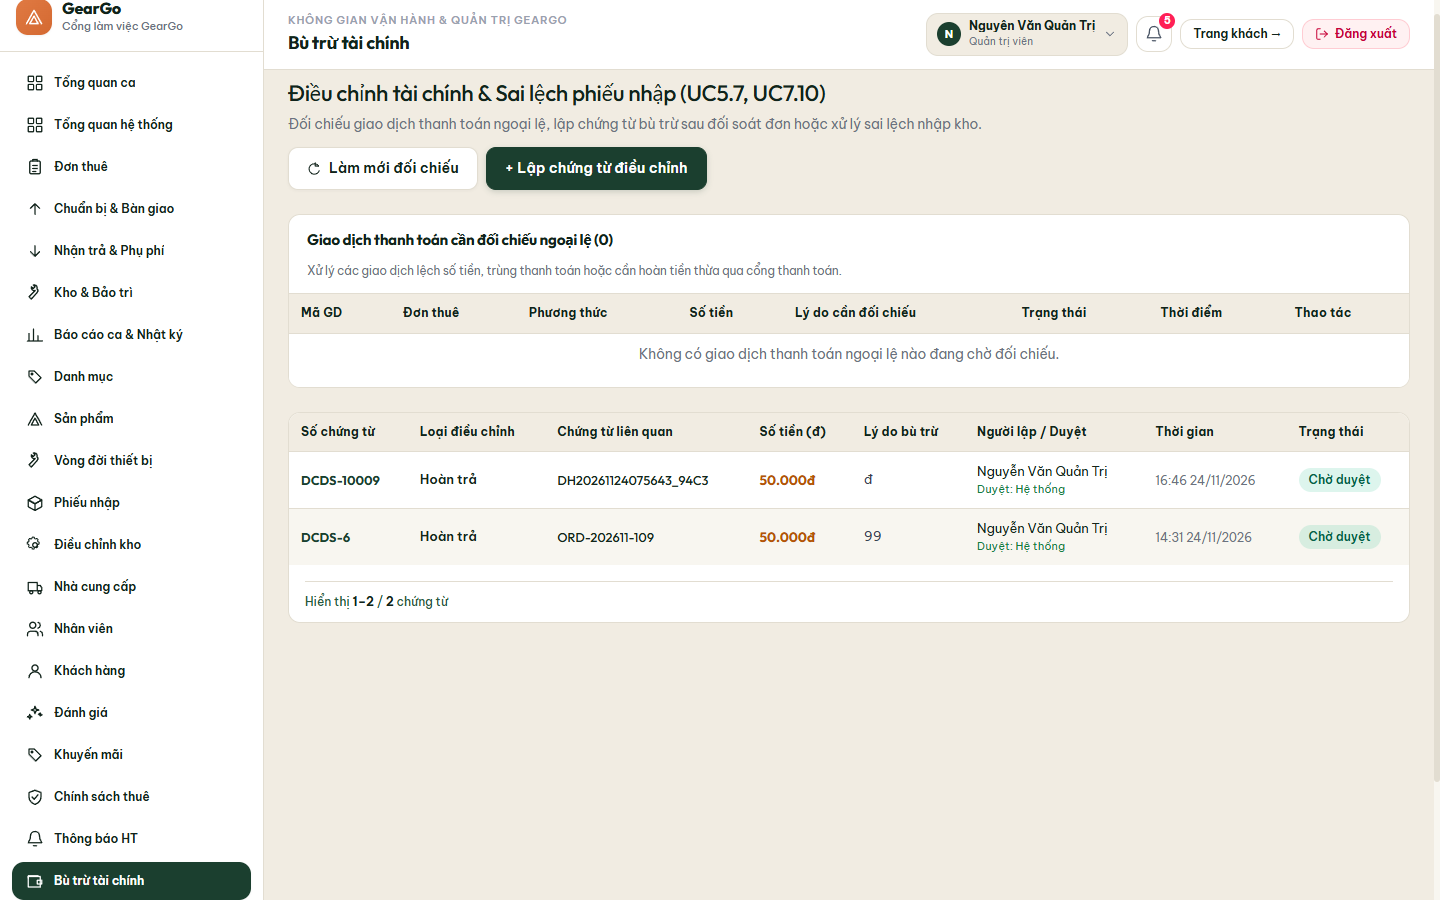 GearGo
Cổng làm việc GearGo
Tổng quan ca
Tổng quan hệ thống
Đơn thuê
Chuẩn bị & Bàn giao
Nhận trả & Phụ phí
Kho & Bảo trì
Báo cáo ca & Nhật ký
Danh mục
Sản phẩm
Vòng đời thiết bị
Phiếu nhập
Điều chỉnh kho
Nhà cung cấp
Nhân viên
Khách hàng
Đánh giá
Khuyến mãi
Chính sách thuê
Thông báo HT
Bù trừ tài chính
KHÔNG GIAN VẬN HÀNH & QUẢN TRỊ GEARGO
Bù trừ tài chính
N
Nguyễn Văn Quản Trị
Quản trị viên
5
Trang khách →
Đăng xuất
Điều chỉnh tài chính & Sai lệch phiếu nhập (UC5.7, UC7.10)
Đối chiếu giao dịch thanh toán ngoại lệ, lập chứng từ bù trừ sau đối soát đơn hoặc xử lý sai lệch nhập kho.
Làm mới đối chiếu
+ Lập chứng từ điều chỉnh
Giao dịch thanh toán cần đối chiếu ngoại lệ (0)
Xử lý các giao dịch lệch số tiền, trùng thanh toán hoặc cần hoàn tiền thừa qua cổng thanh toán.
Mã GD Đơn thuê Phương thức Số tiền Lý do cần đối chiếu Trạng thái Thời điểm Thao tác
Không có giao dịch thanh toán ngoại lệ nào đang chờ đối chiếu.
Số chứng từ Loại điều chỉnh Chứng từ liên quan Số tiền (đ) Lý do bù trừ Người lập / Duyệt Thời gian Trạng thái
DCDS-10009 Hoàn trả DH20261124075643_94C3 50.000đ đ Nguyễn Văn Quản Trị 16:46 24/11/2026 Chờ duyệt
Duyệt: Hệ thống
DCDS-6 Hoàn trả ORD-202611-109 50.000đ 99 Nguyễn Văn Quản Trị 14:31 24/11/2026 Chờ duyệt
Duyệt: Hệ thống
Hiển thị 1-2 / 2 chứng từ